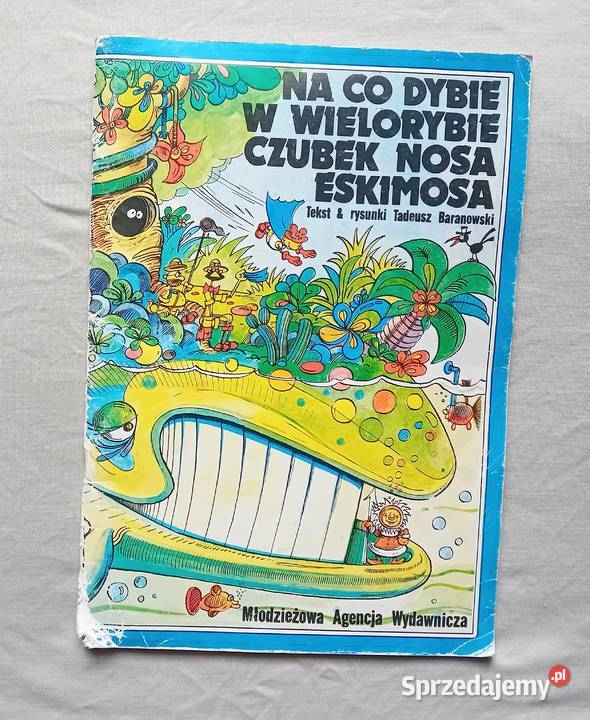 NA CO DYBIE
W WIELORYBIE
CZUBEK NOSA
ESKIMOSA
Tekst & rysunki Tadeusz Baranowski
Młodzieżowa Agencja Wydawnicza
Sprzedajemy.pl